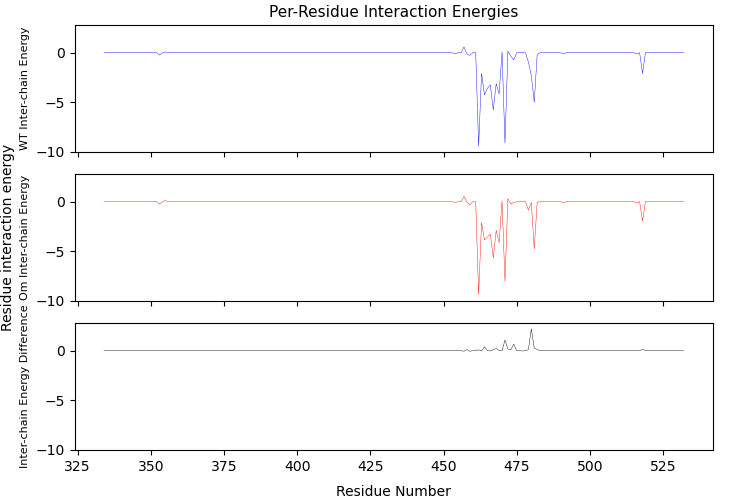 Per-Residue Interaction Energies
Residue interaction energy
WT Inter-chain Energy
0
−5
−10
Om Inter-chain Energy
0
−5
−10
Inter-chain Energy Difference
0
−5
−10
325 350 375 400 425 450 475 500 525
Residue Number